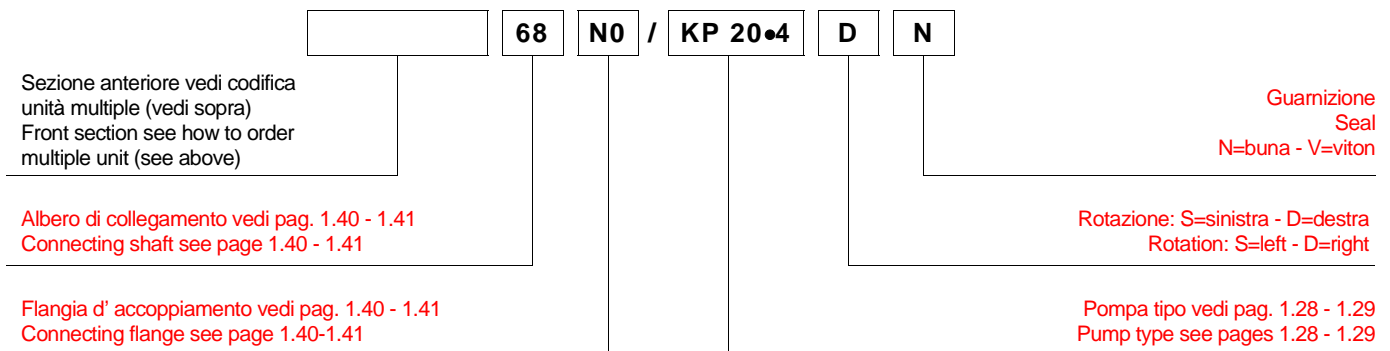 68 N0 / KP 20•4 D N
Sezione anteriore vedi codifica
unità multiple (vedi sopra)
Front section see how to order
multiple unit (see above)
Guarnizione
Seal
N=buna - V=viton
Albero di collegamento vedi pag. 1.40 - 1.41
Connecting shaft see page 1.40 - 1.41
Rotazione: S=sinistra - D=destra
Rotation: S=left - D=right
Flangia d' accoppiamento vedi pag. 1.40 - 1.41
Connecting flange see page 1.40-1.41
Pompa tipo vedi pag. 1.28 - 1.29
Pump type see pages 1.28 - 1.29